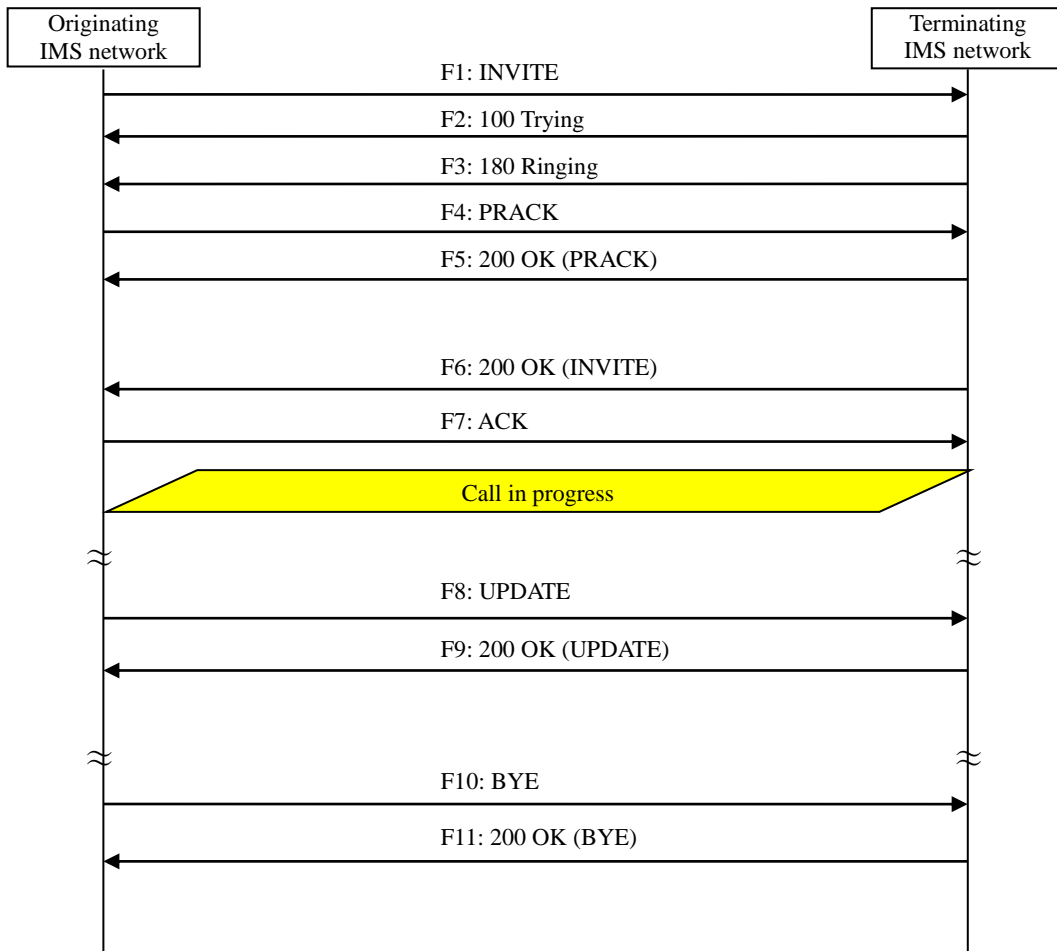 Originating
IMS network
Terminating
IMS network
F1: INVITE
F2: 100 Trying
F3: 180 Ringing
F4: PRACK
F5: 200 OK (PRACK)
F6: 200 OK (INVITE)
F7: ACK
Call in progress
F8: UPDATE
F9: 200 OK (UPDATE)
F10: BYE
F11: 200 OK (BYE)